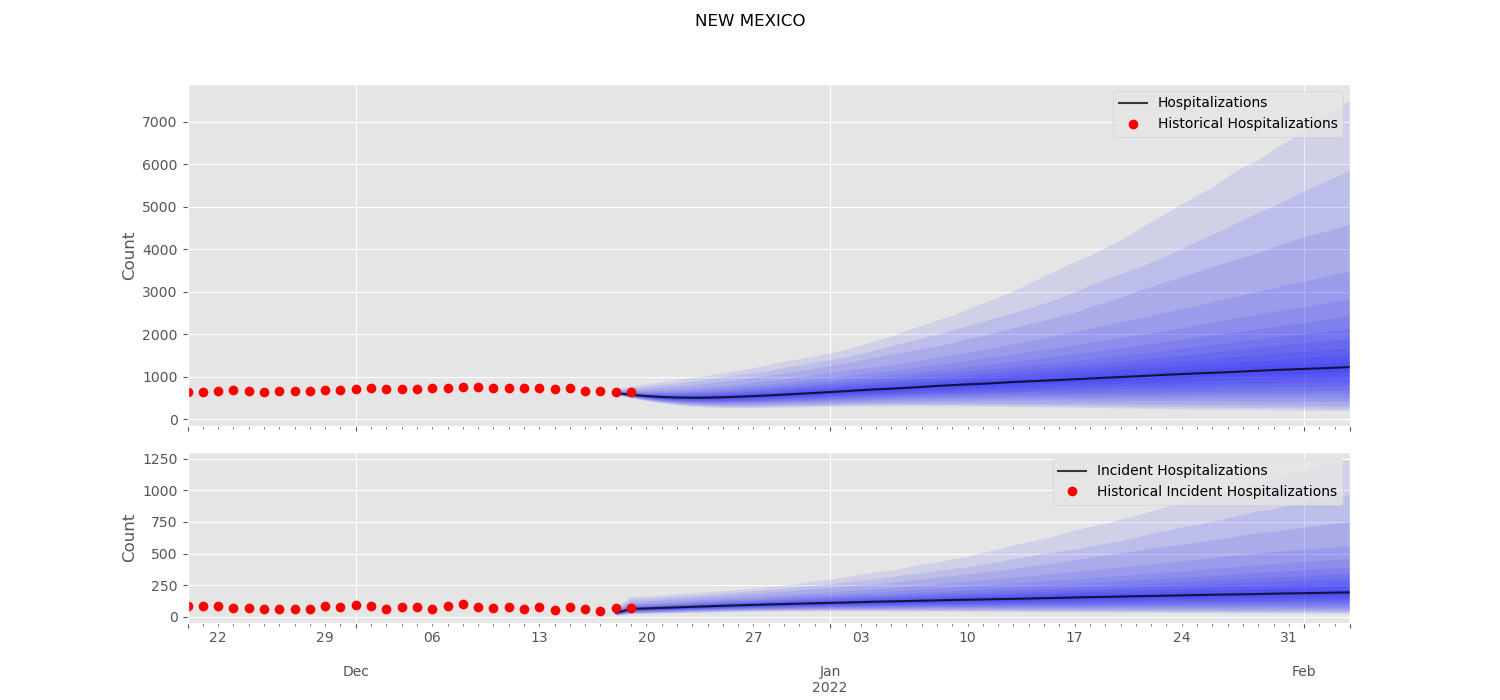 NEW MEXICO
Hospitalizations
Historical Hospitalizations
Count
7000
6000
5000
4000
3000
2000
1000
0
Incident Hospitalizations
Historical Incident Hospitalizations
Count
1250
1000
750
500
250
0
22 29 06 13 20 27 03 10 17 24 31
Dec Jan Feb
2022